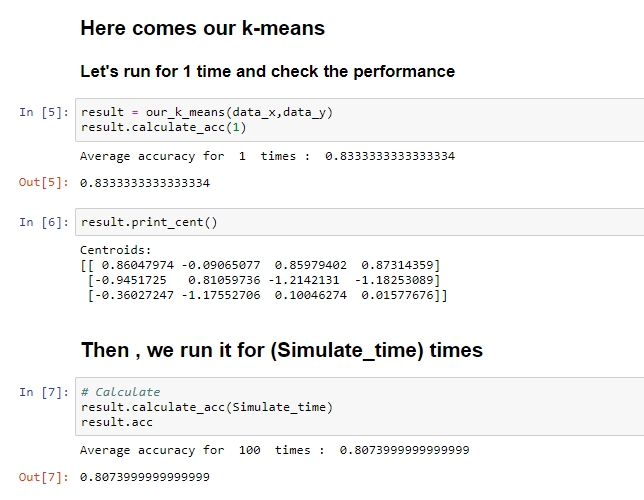 Here comes our k-means
Let's run for 1 time and check the performance
In [5]: result = our_k_means(data_x,data_y)
result.calculate_acc(1)
Average accuracy for  1  times :  0.8333333333333334
Out[5]: 0.8333333333333334
In [6]: result.print_cent()
Centroids:
[[ 0.86047974 -0.09065077  0.85979402  0.87314359]
[-0.9451725   0.81059736 -1.2142131  -1.18253089]
[-0.36027247 -1.17552706  0.10046274  0.01577676]]
Then , we run it for (Simulate_time) times
In [7]: # Calculate
result.calculate_acc(Simulate_time)
result.acc
Average accuracy for  100  times :  0.8073999999999999
Out[7]: 0.8073999999999999